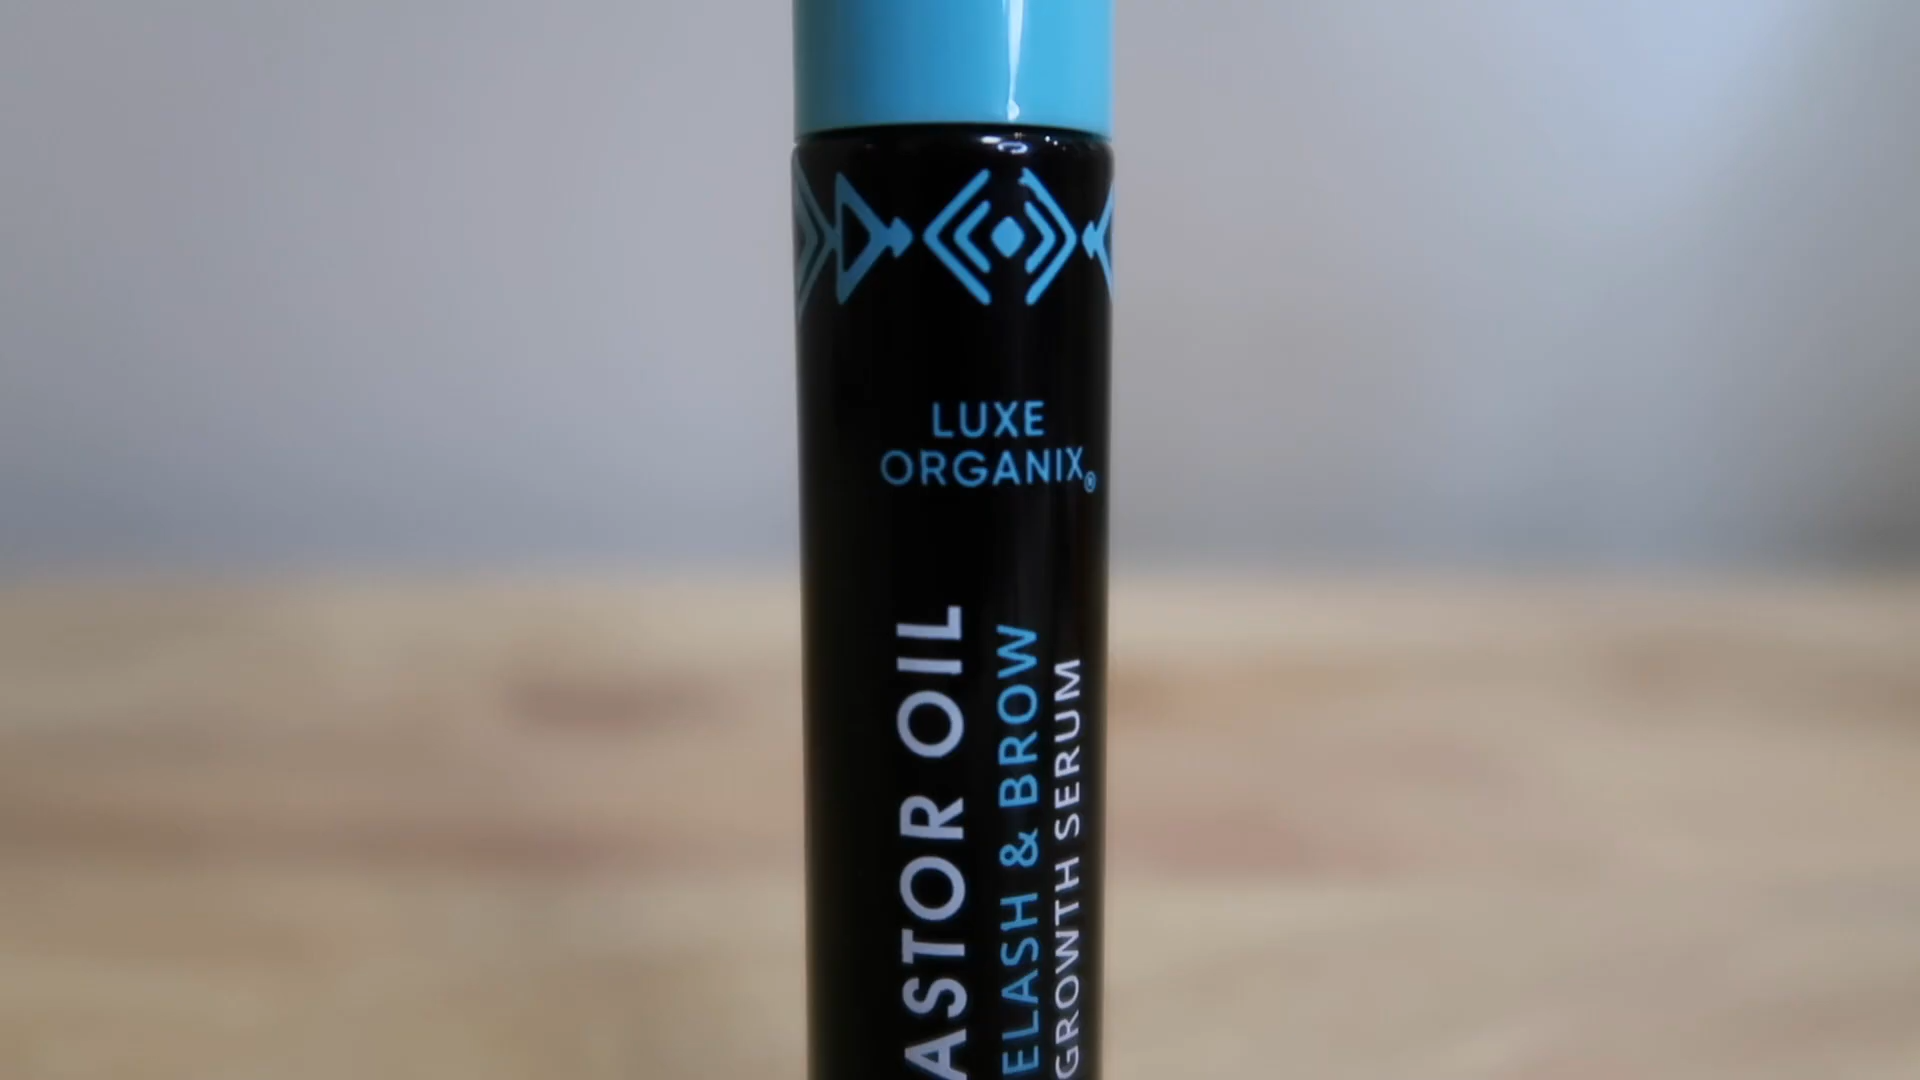 LUXE
ORGANIX®
ASTOR OIL
ELASH & BROW
GROWTH SERUM